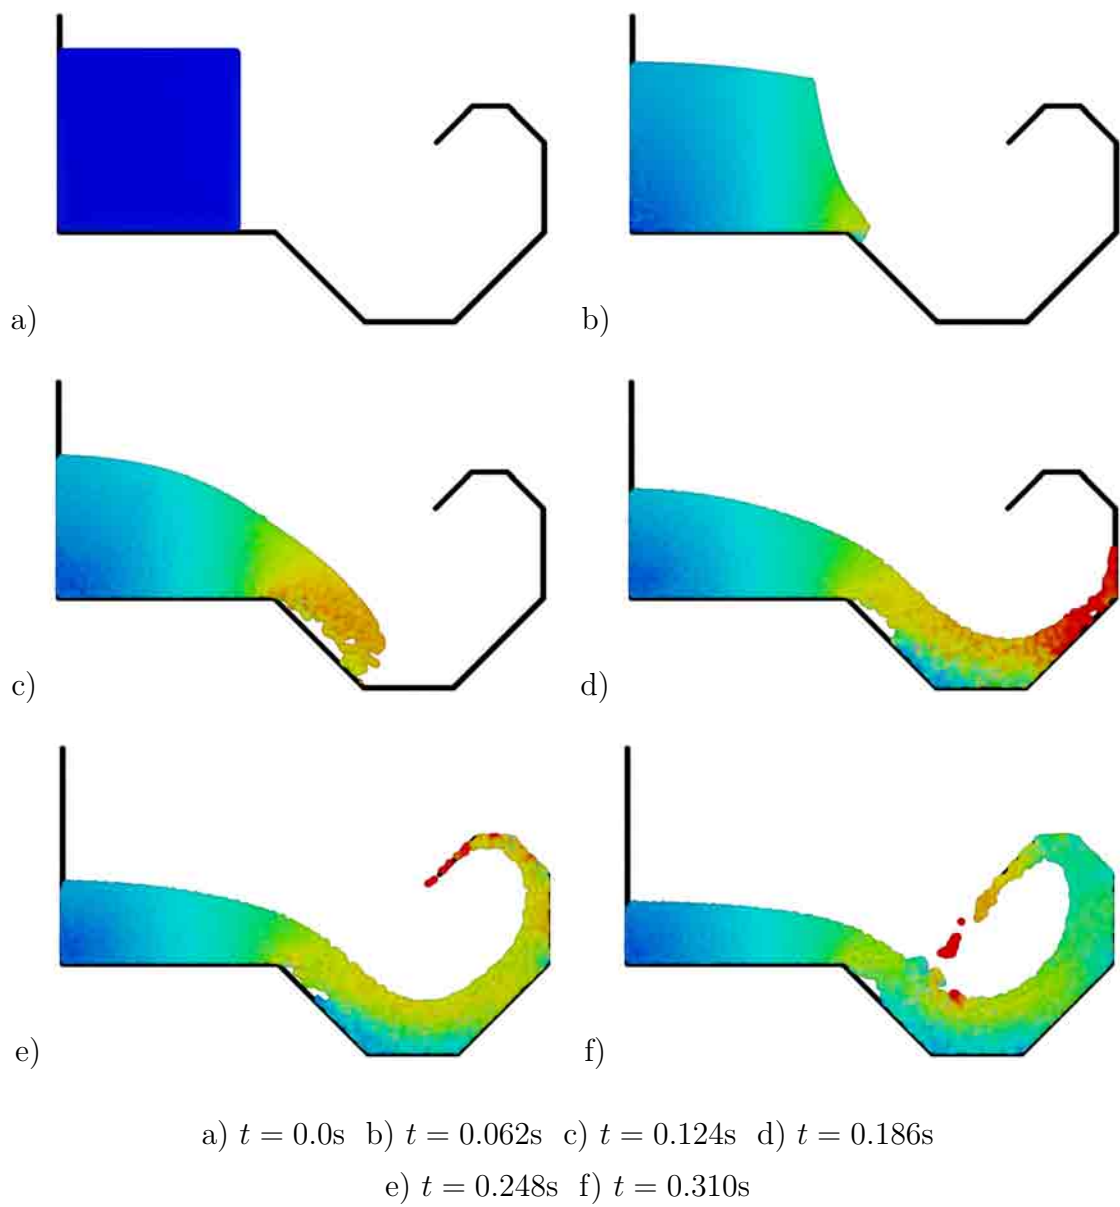 a)
b)
c)
d)
e)
f)
a) t = 0.0s b) t = 0.062s c) t = 0.124s d) t = 0.186s
e) t = 0.248s f) t = 0.310s